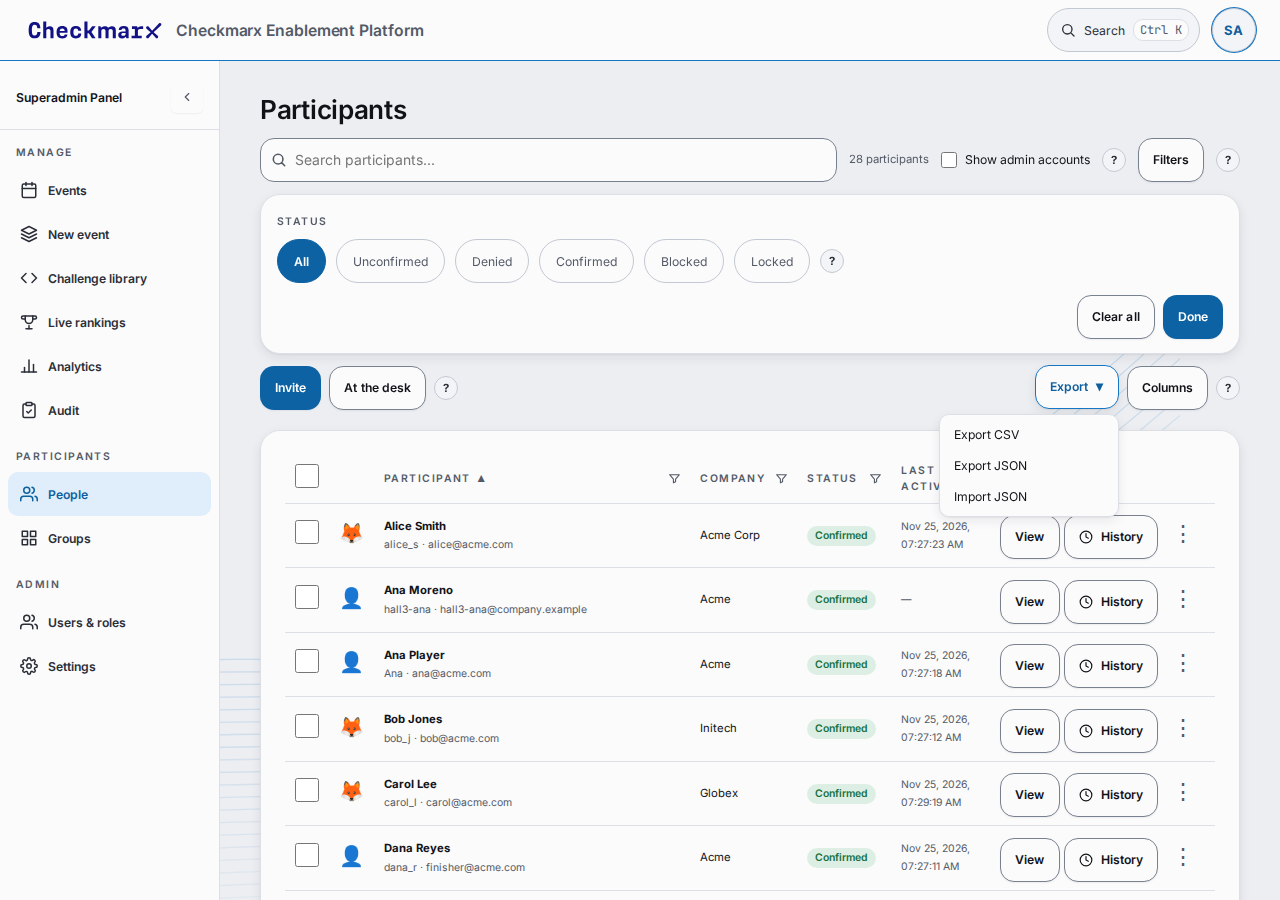 Checkmarx Checkmarx Enablement Platform Search Ctrl K SA
Superadmin Panel
MANAGE
Events
New event
Challenge library
Live rankings
Analytics
Audit
PARTICIPANTS
People
Groups
ADMIN
Users & roles
Settings
Participants
Search participants... 28 participants Show admin accounts ? Filters ?
STATUS
All Unconfirmed Denied Confirmed Blocked Locked ?
Clear all Done
Invite At the desk ? Export ▼ Columns ?
Export CSV
Export JSON
Import JSON
PARTICIPANT ▲ COMPANY STATUS LAST
Alice Smith
alice_s · alice@acme.com
Acme Corp Confirmed Nov 25, 2026,
07:27:23 AM
View History
Ana Moreno
hall3-ana · hall3-ana@company.example
Acme Confirmed —
View History
Ana Player
Ana · ana@acme.com
Acme Confirmed Nov 25, 2026,
07:27:18 AM
View History
Bob Jones
bob_j · bob@acme.com
Initech Confirmed Nov 25, 2026,
07:27:12 AM
View History
Carol Lee
carol_l · carol@acme.com
Globex Confirmed Nov 25, 2026,
07:29:19 AM
View History
Dana Reyes
dana_r · finisher@acme.com
Acme Confirmed Nov 25, 2026,
07:27:11 AM
View History